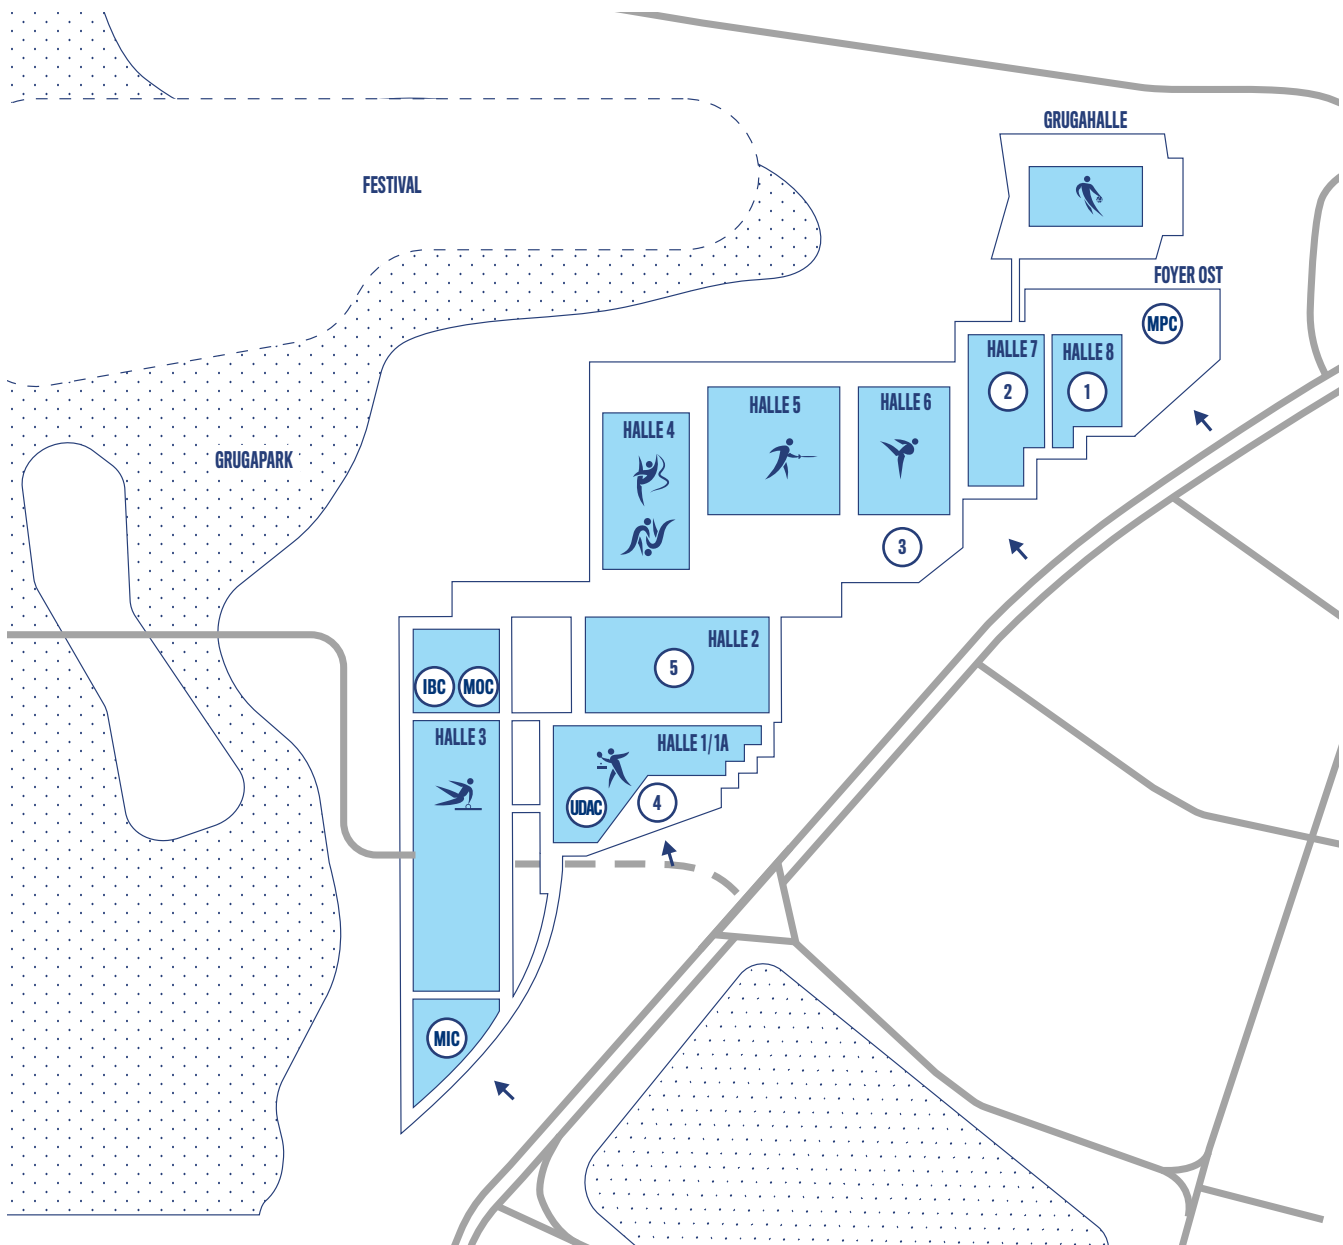 GRUGAHALLE
FESTIVAL
FOYER OST
MPC
HALLE 7
HALLE 8
2
1
HALLE 5
HALLE 6
HALLE 4
GRUGAPARK
3
HALLE 2
5
IBC
MOC
HALLE 3
HALLE 1/1A
UDAC
4
MIC